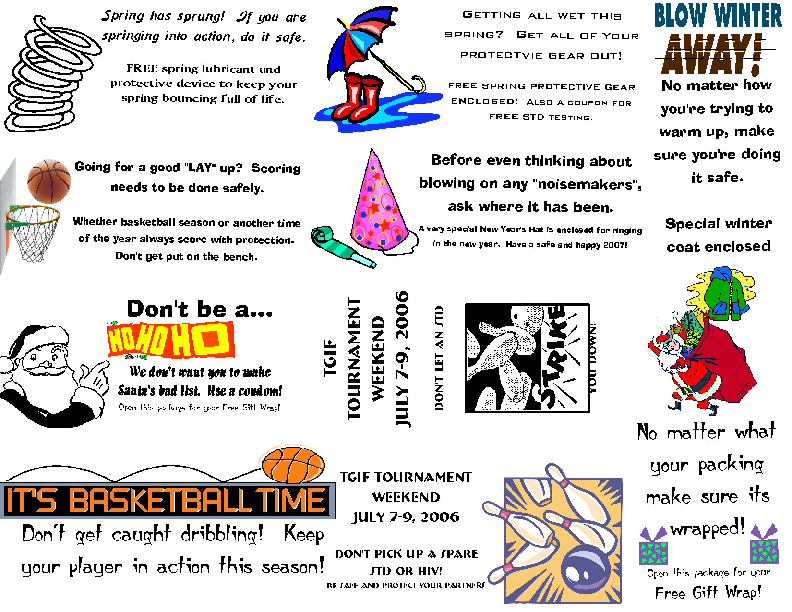 Spring has sprung!  If you are
springing into action, do it safe.
FREE spring lubricant and
protective device to keep your
spring bouncing full of life.
GETTING ALL WET THIS
SPRING?  GET ALL OF YOUR
PROTECTVIE GEAR OUT!
FREE SPRING PROTECTIVE GEAR
ENCLOSED!  ALSO A COUPON FOR
FREE STD TESTING.
BLOW WINTER
AWAY!
No matter how
you're trying to
warm up, make
sure you're doing
it safe.
Special winter
coat enclosed
Going for a good "LAY" up?  Scoring
needs to be done safely.
Whether basketball season or another time
of the year always score with protection.
Don't get put on the bench.
Before even thinking about
blowing on any "noisemakers",
ask where it has been.
A very special New Year's Hat is enclosed for ringing
in the new year.  Have a safe and happy 2007!
Don't be a...
HO HO HO
We don't want you to make
Santa's bad list.  Use a condom!
Open this package for your Free Gift Wrap!
TGIF
TOURNAMENT
WEEKEND
JULY 7-9, 2006
DON'T LET AN STD
STRIKE
YOU DOWN!
No matter what
your packing
make sure its
wrapped!
Open this package for your
Free Gift Wrap!
IT'S BASKETBALL TIME
Don't get caught dribbling!  Keep
your player in action this season!
TGIF TOURNAMENT
WEEKEND
JULY 7-9, 2006
DON'T PICK UP A SPARE
STD OR HIV!
BE SAFE AND PROTECT YOUR PARTNERS